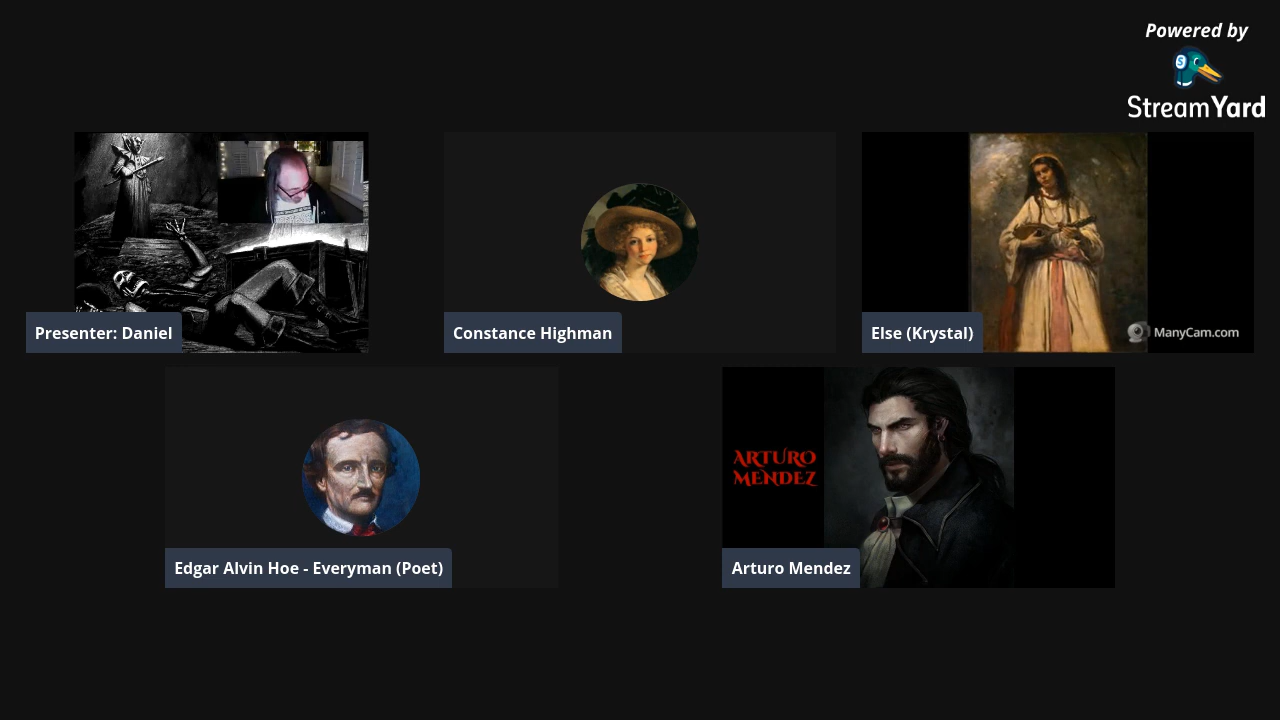 Powered by
StreamYard
Presenter: Daniel
Constance Highman
Else (Krystal)
ManyCam.com
Edgar Alvin Hoe - Everyman (Poet)
ARTURO
MENDEZ
Arturo Mendez